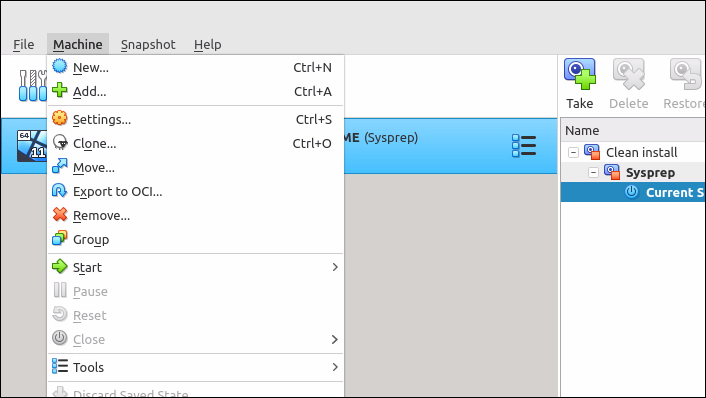 File Machine Snapshot Help
New... Ctrl+N
Add... Ctrl+A
Settings... Ctrl+S
Clone... Ctrl+O
Move...
Export to OCI...
Remove...
Group
Start
Pause
Reset
Close
Tools
Discard Saved State
64
11
ME (Sysprep)
Take Delete Restore
Name
Clean install
Sysprep
Current S